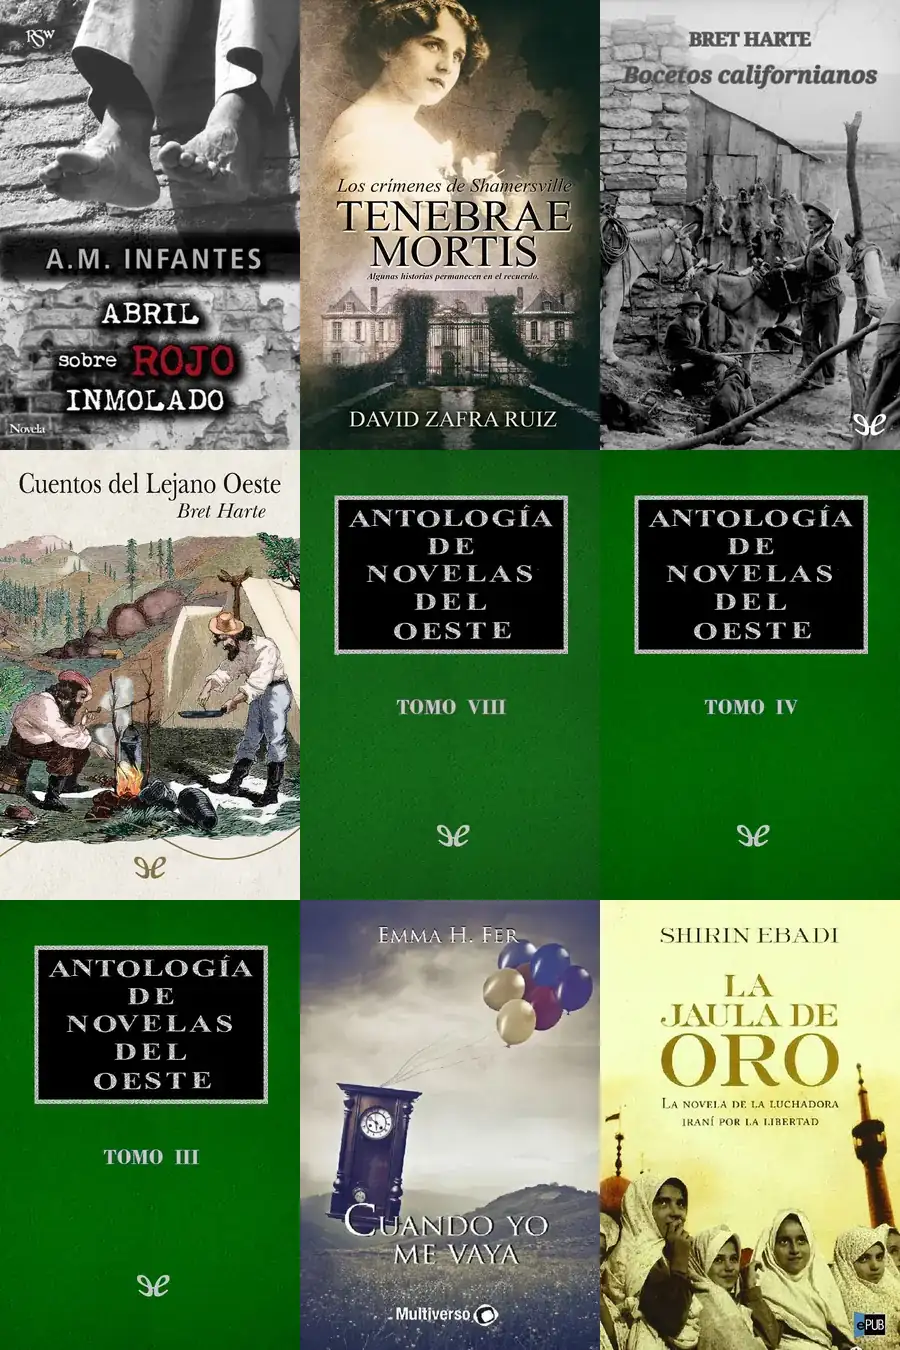 RSW
A.M. INFANTES
ABRIL
sobre ROJO
INMOLADO
Novela
Los crímenes de Shamersville
TENEBRAE
MORTIS
Algunas historias permanecen en el recuerdo.
DAVID ZAFRA RUIZ
BRET HARTE
Bocetos californianos
Cuentos del Lejano Oeste
Bret Harte
ANTOLOGÍA
DE
NOVELAS
DEL
OESTE
TOMO VIII
ANTOLOGÍA
DE
NOVELAS
DEL
OESTE
TOMO IV
ANTOLOGÍA
DE
NOVELAS
DEL
OESTE
TOMO III
EMMA H. FER
CUANDO YO
ME VAYA
Multiverso
SHIRIN EBADI
LA
JAULA DE
ORO
LA NOVELA DE LA LUCHADORA
IRANÍ POR LA LIBERTAD
ePUB